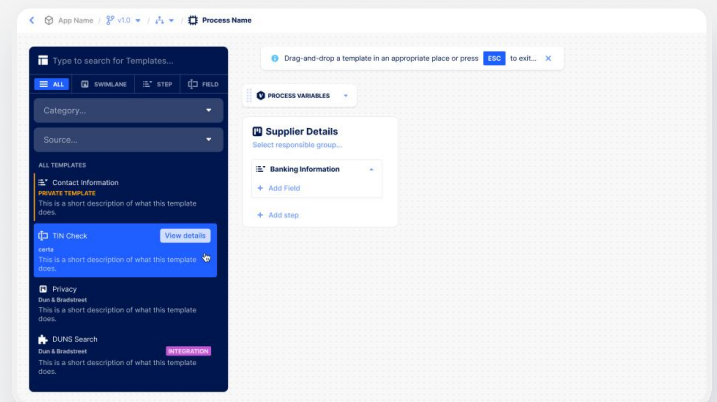 App Name / v1.0 / / Process Name
Type to search for Templates...
ALL SWIMLANE STEP FIELD
Category...
Source...
ALL TEMPLATES
Contact Information
PRIVATE TEMPLATE
This is a short description of what this template
does.
TIN Check View details
certa
This is a short description of what this template
does.
Privacy
Dun & Bradstreet
This is a short description of what this template
does.
DUNS Search
Dun & Bradstreet INTEGRATION
This is a short description of what this template
does.
Drag-and-drop a template in an appropriate place or press ESC to exit...
PROCESS VARIABLES
Supplier Details
Select responsible group...
Banking Information
+ Add Field
+ Add step